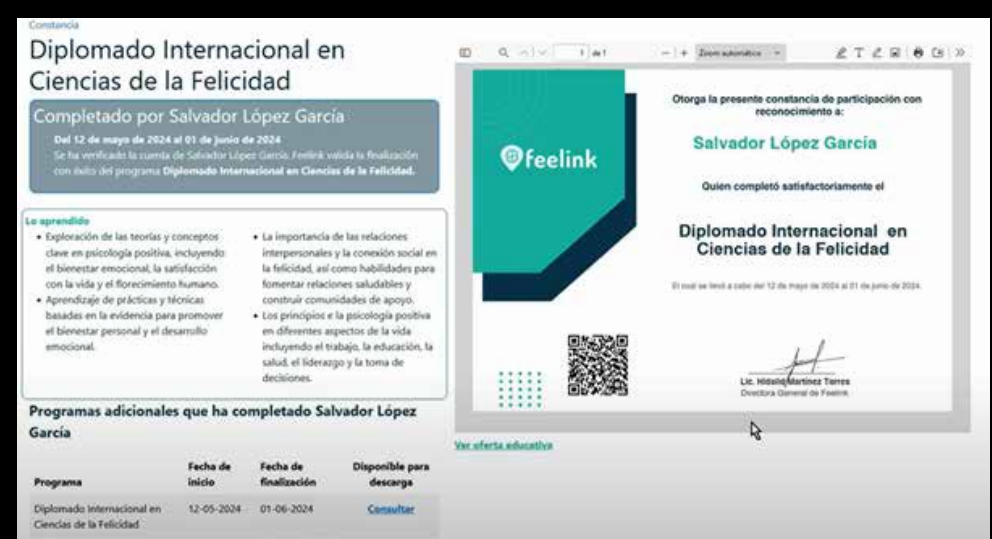 Constancia
Diplomado Internacional en
Ciencias de la Felicidad
Completado por Salvador López García
Del 12 de mayo de 2024 al 01 de junio de 2024
Se ha verificado la cuenta de Salvador López García. Feelink valida la finalización
con éxito del programa Diplomado Internacional en Ciencias de la Felicidad.
Lo aprendido
• Exploración de las teorías y conceptos
clave en psicología positiva, incluyendo
el bienestar emocional, la satisfacción
con la vida y el florecimiento humano.
• Aprendizaje de prácticas y técnicas
basadas en la evidencia para promover
el bienestar personal y el desarrollo
emocional.
• La importancia de las relaciones
interpersonales y la conexión social en
la felicidad, así como habilidades para
fomentar relaciones saludables y
construir comunidades de apoyo.
• Los principios e la psicología positiva
en diferentes aspectos de la vida
incluyendo el trabajo, la educación, la
salud, el liderazgo y la toma de
decisiones.
Programas adicionales que ha completado Salvador López
García
Programa Fecha de inicio Fecha de finalización Disponible para descarga
Diplomado Internacional en Ciencias de la Felicidad 12-05-2024 01-06-2024 Consultar
1 de 1 Zoom automático
feelink
Otorga la presente constancia de participación con
reconocimiento a:
Salvador López García
Quien completó satisfactoriamente el
Diplomado Internacional en
Ciencias de la Felicidad
El cual se llevó a cabo del 12 de mayo de 2024 al 01 de junio de 2024.
Lic. Martínez Torres
Directora General de Feelink
Ver oferta educativa